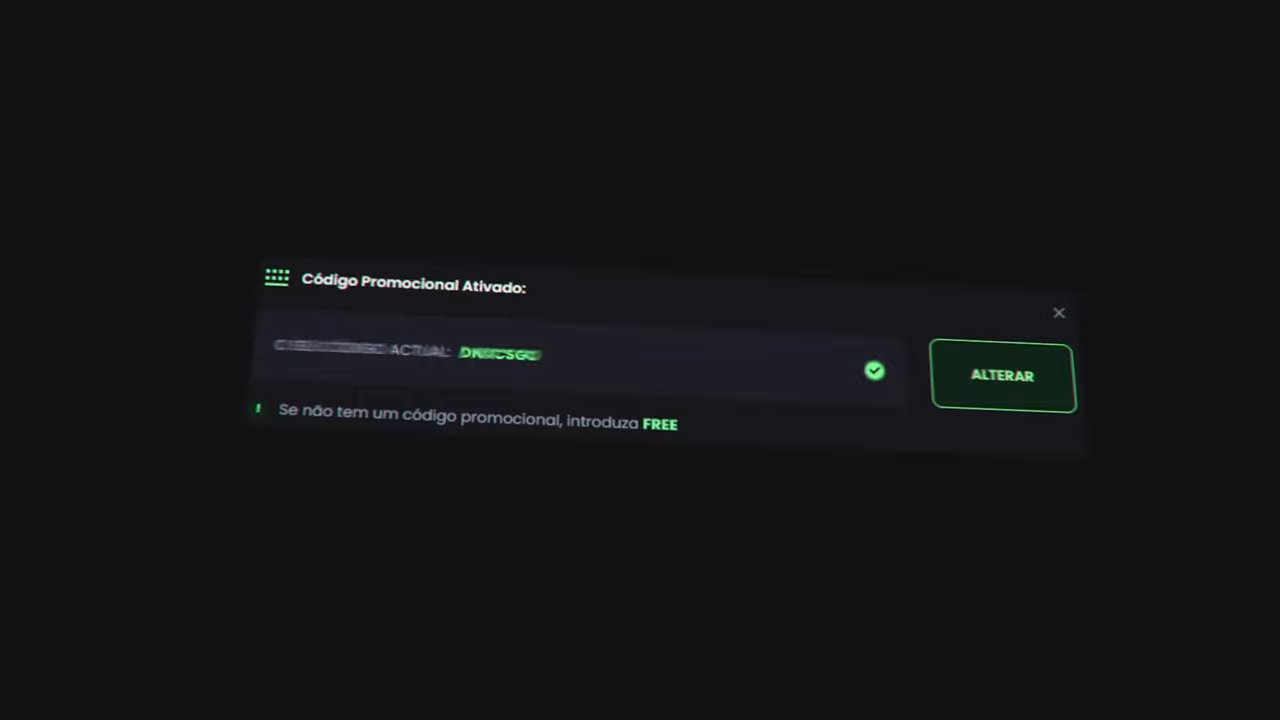 Código Promocional Ativado:
ACTUAL:
ALTERAR
Se não tem um código promocional, introduza FREE